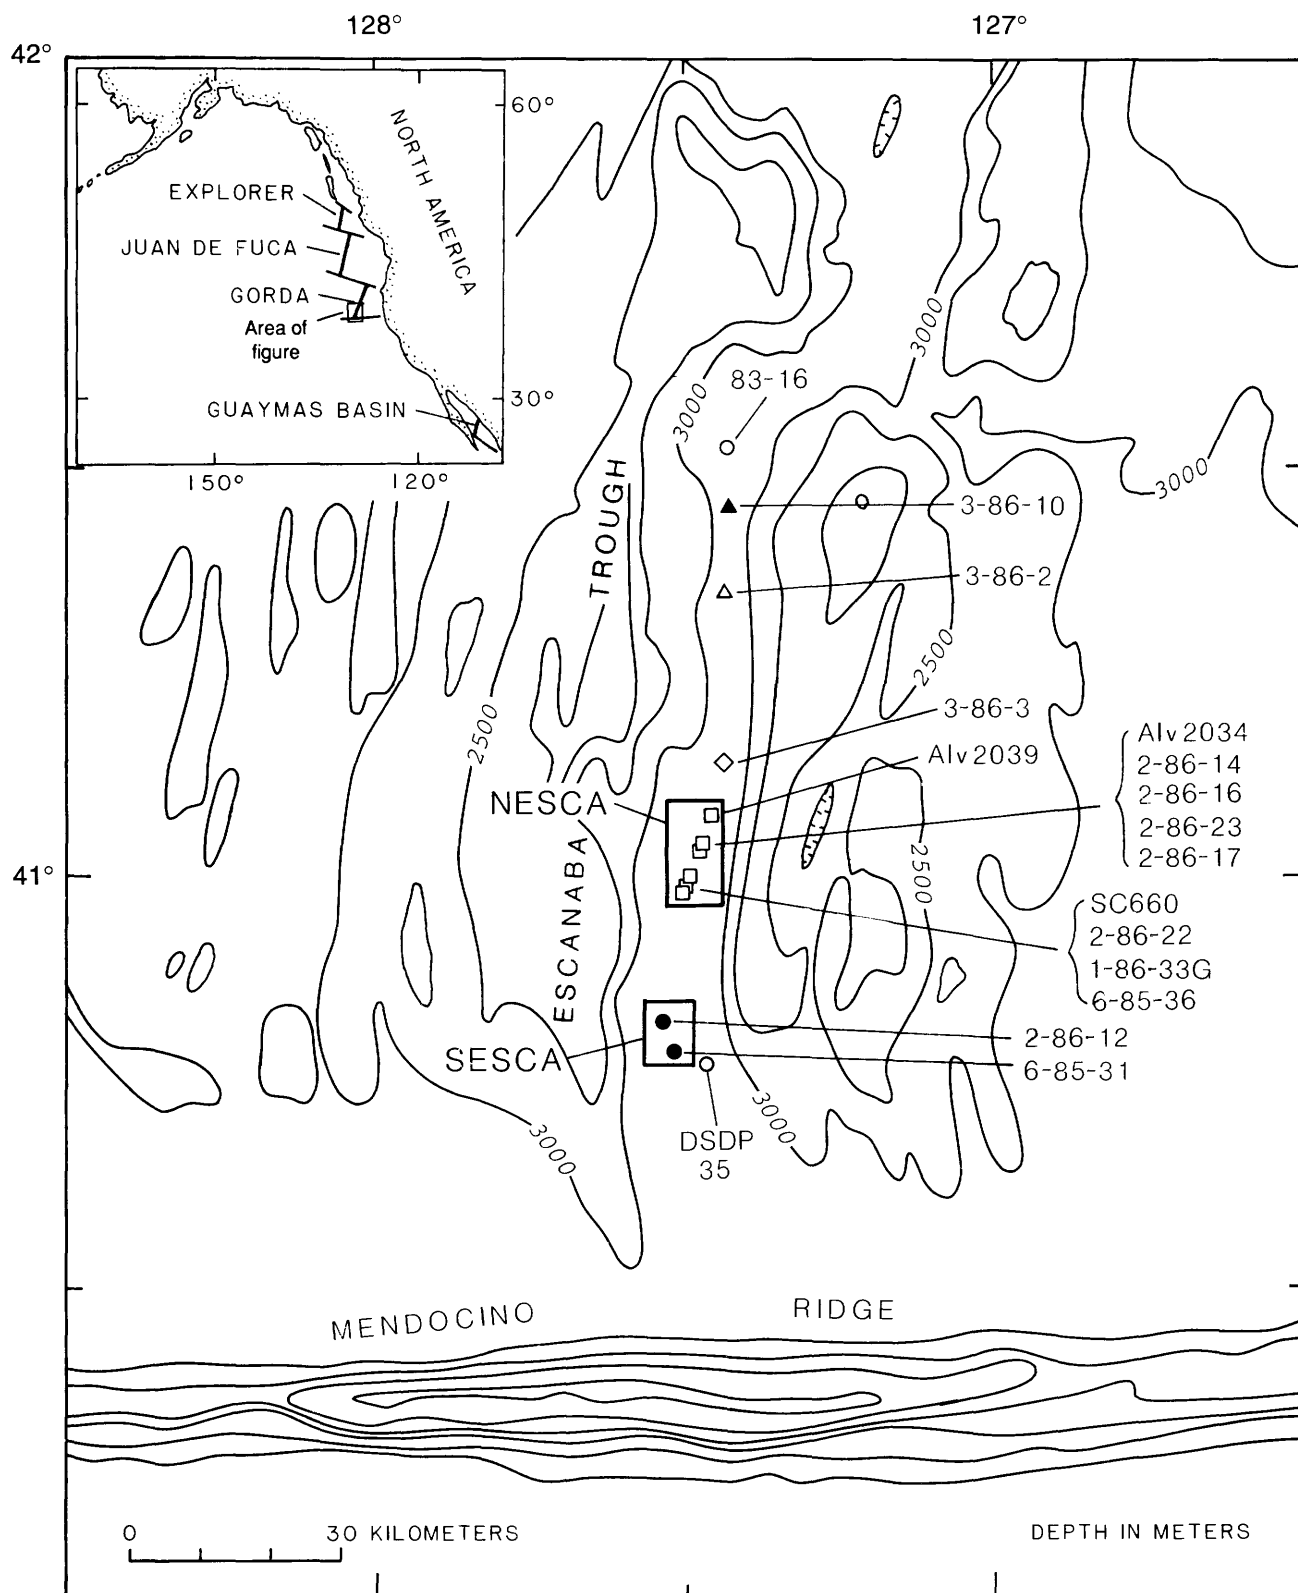 128°
127°
42°
60°
NORTH AMERICA
EXPLORER
JUAN DE FUCA
GORDA
Area of
figure
30°
GUAYMAS BASIN
150°
120°
3000
3000
83-16
3000
TROUGH
3-86-10
3-86-2
2500
3-86-3
2500
Alv2039
Alv2034
2-86-14
2-86-16
2-86-23
2-86-17
NESCA
41°
ESCANABA
2500
SC660
2-86-22
1-86-33G
6-85-36
2-86-12
SESCA
6-85-31
3000
3000
DSDP
35
MENDOCINO RIDGE
0 30 KILOMETERS
DEPTH IN METERS